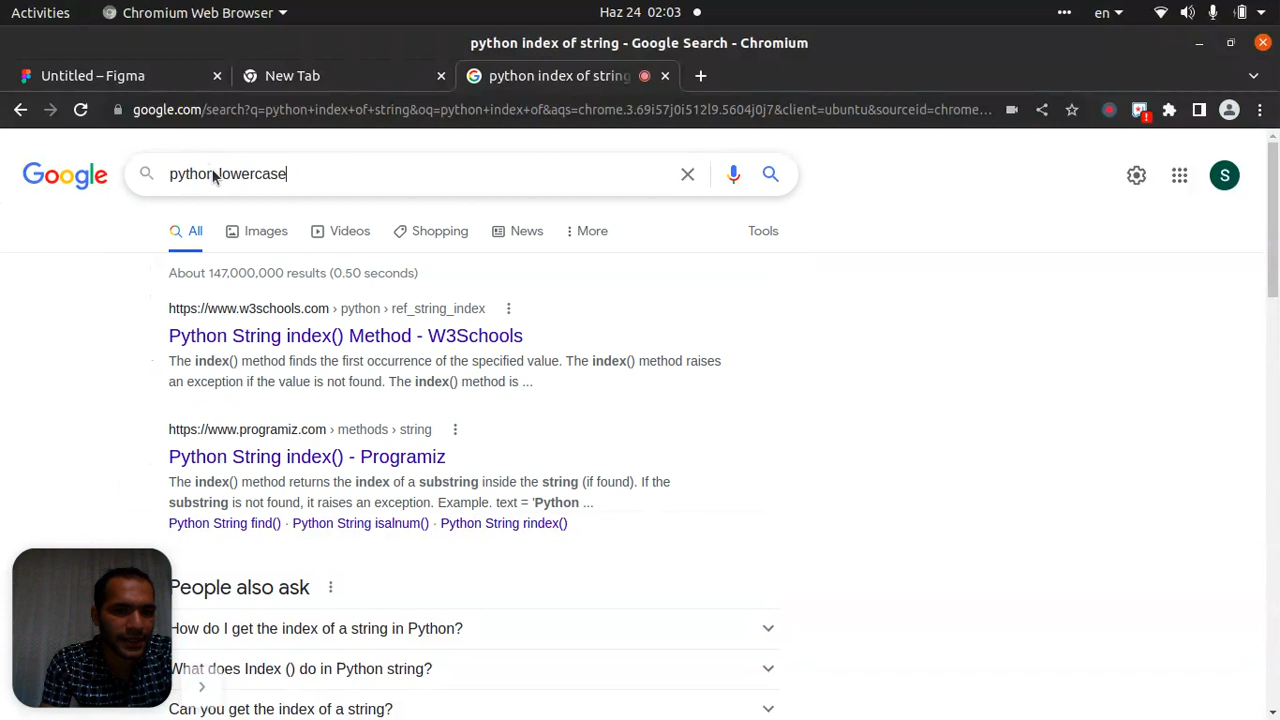 Activities
Chromium Web Browser
Haz 24 02:03
en
python index of string - Google Search - Chromium
Untitled – Figma
New Tab
python index of string
google.com/search?q=python+index+of+string&oq=python+index+of&aqs=chrome.3.69i57j0i512l9.5604j0j7&client=ubuntu&sourceid=chrome...
Google
python lowercase
S
All
Images
Videos
Shopping
News
More
Tools
About 147,000,000 results (0.50 seconds)
https://www.w3schools.com › python › ref_string_index
Python String index() Method - W3Schools
The index() method finds the first occurrence of the specified value. The index() method raises
an exception if the value is not found. The index() method is ...
https://www.programiz.com › methods › string
Python String index() - Programiz
The index() method returns the index of a substring inside the string (if found). If the
substring is not found, it raises an exception. Example. text = 'Python ...
Python String find() · Python String isalnum() · Python String rindex()
People also ask
How do I get the index of a string in Python?
What does Index () do in Python string?
Can you get the index of a string?